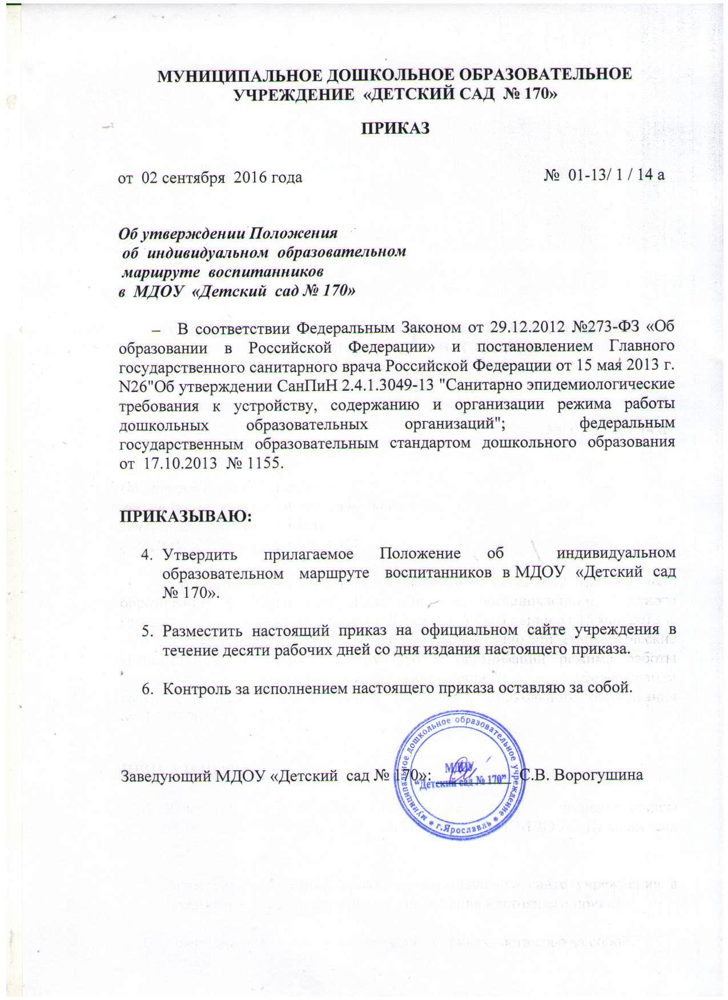 МУНИЦИПАЛЬНОЕ ДОШКОЛЬНОЕ ОБРАЗОВАТЕЛЬНОЕ
УЧРЕЖДЕНИЕ «ДЕТСКИЙ САД № 170»
ПРИКАЗ
от 02 сентября 2016 года № 01-13/ 1 / 14 а
Об утверждении Положения
об индивидуальном образовательном
маршруте воспитанников
в МДОУ «Детский сад № 170»
– В соответствии Федеральным Законом от 29.12.2012 №273-ФЗ «Об
образовании в Российской Федерации» и постановлением Главного
государственного санитарного врача Российской Федерации от 15 мая 2013 г.
N26"Об утверждении СанПиН 2.4.1.3049-13 "Санитарно эпидемиологические
требования к устройству, содержанию и организации режима работы
дошкольных образовательных организаций"; федеральным
государственным образовательным стандартом дошкольного образования
от 17.10.2013 № 1155.
ПРИКАЗЫВАЮ:
4. Утвердить прилагаемое Положение об индивидуальном
образовательном маршруте воспитанников в МДОУ «Детский сад
№ 170».
5. Разместить настоящий приказ на официальном сайте учреждения в
течение десяти рабочих дней со дня издания настоящего приказа.
6. Контроль за исполнением настоящего приказа оставляю за собой.
Заведующий МДОУ «Детский сад № 170»: _________ С.В. Ворогушина
муниципальное дошкольное образовательное учреждение * г.Ярославль *
МДОУ
“Детский сад № 170”